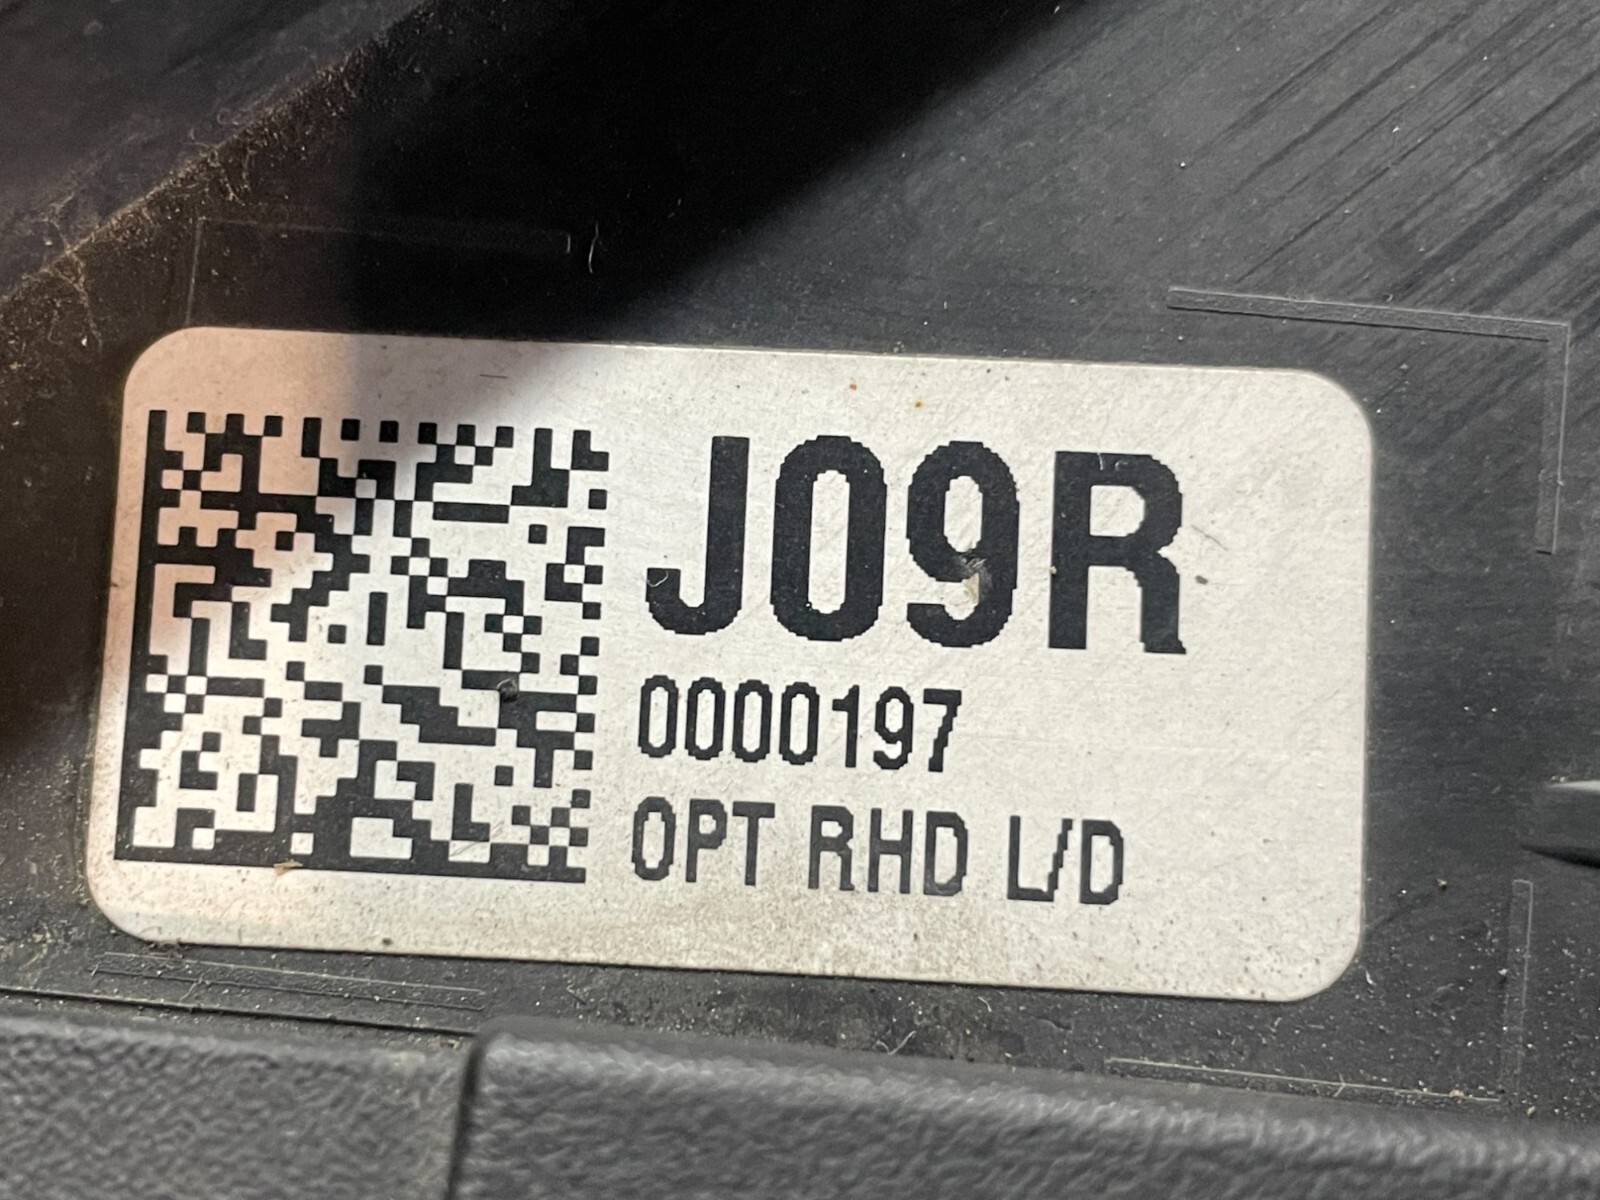 J09R
0000197
OPT RHD L/D